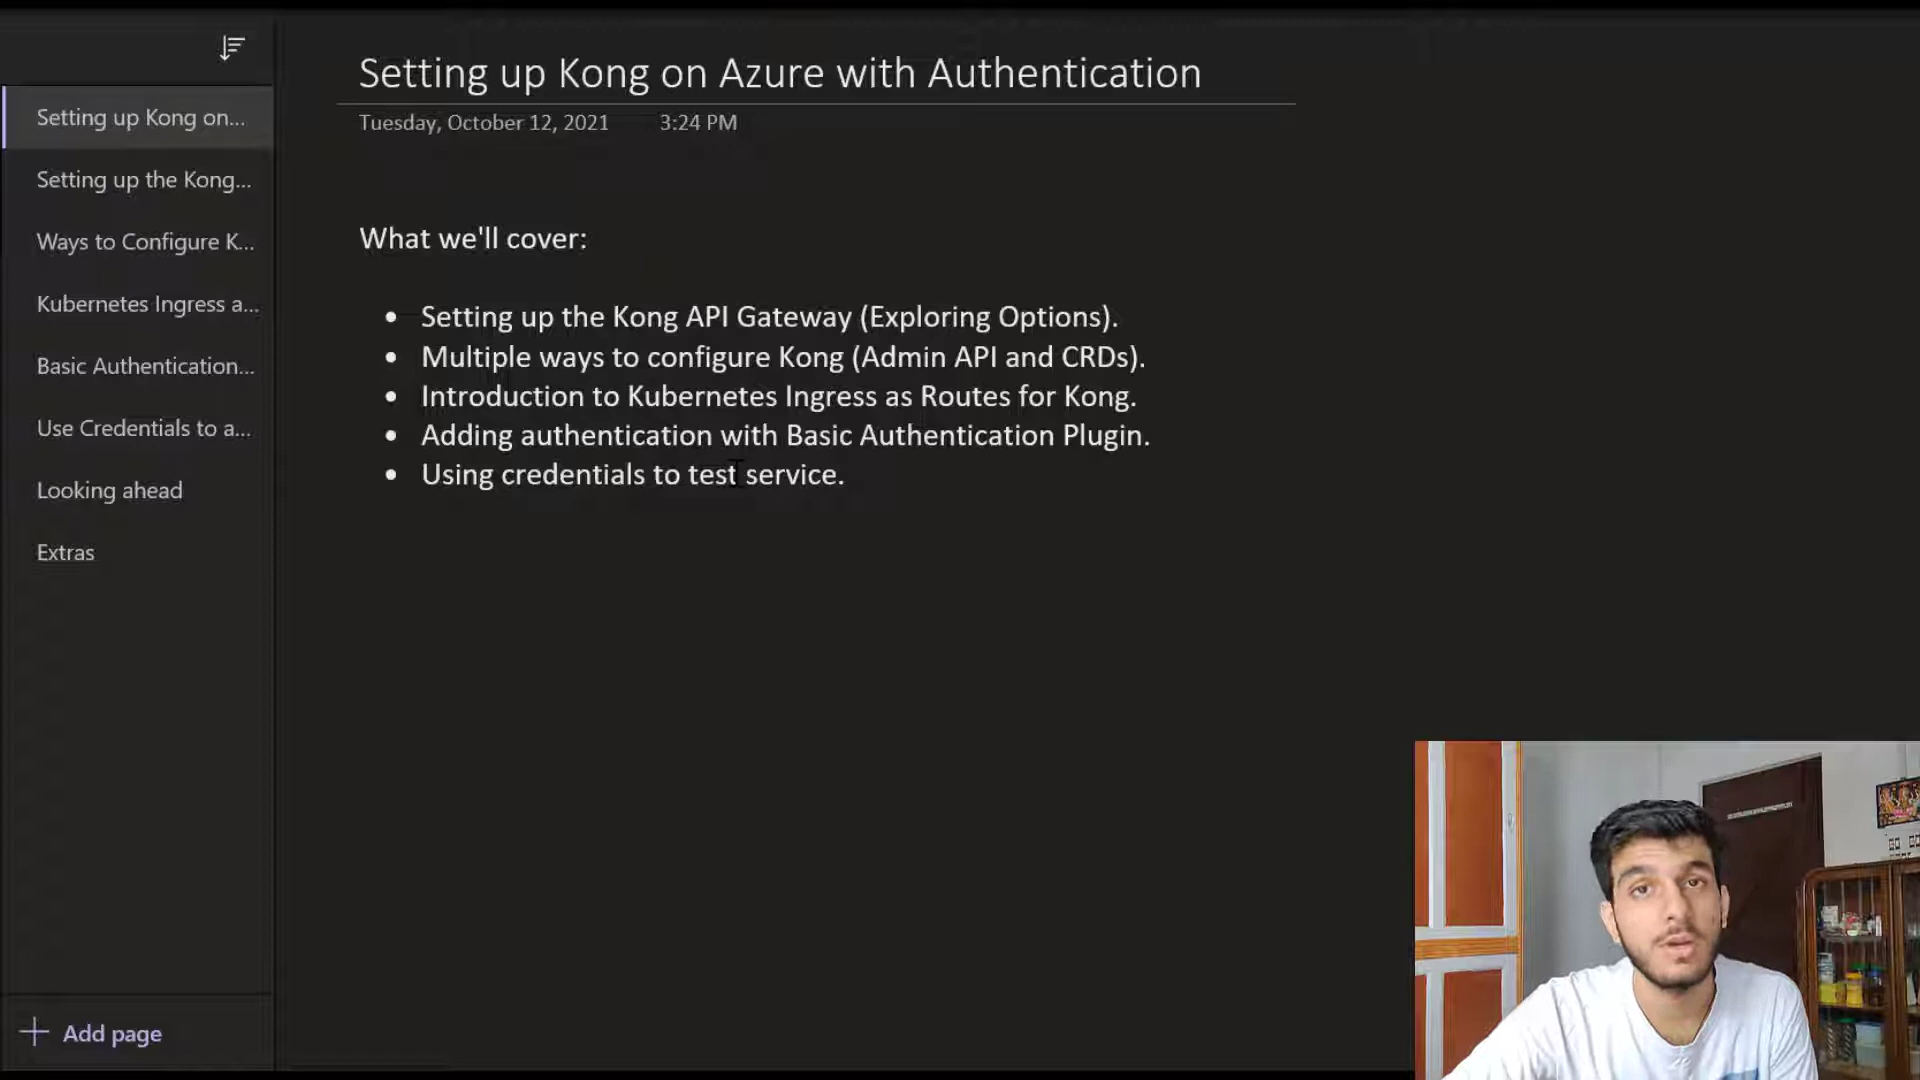 Setting up Kong on Azure with Authentication
Tuesday, October 12, 2021 3:24 PM
Setting up Kong on...
Setting up the Kong...
Ways to Configure K...
Kubernetes Ingress a...
Basic Authentication...
Use Credentials to a...
Looking ahead
Extras
Add page
What we'll cover:
• Setting up the Kong API Gateway (Exploring Options).
• Multiple ways to configure Kong (Admin API and CRDs).
• Introduction to Kubernetes Ingress as Routes for Kong.
• Adding authentication with Basic Authentication Plugin.
• Using credentials to test service.